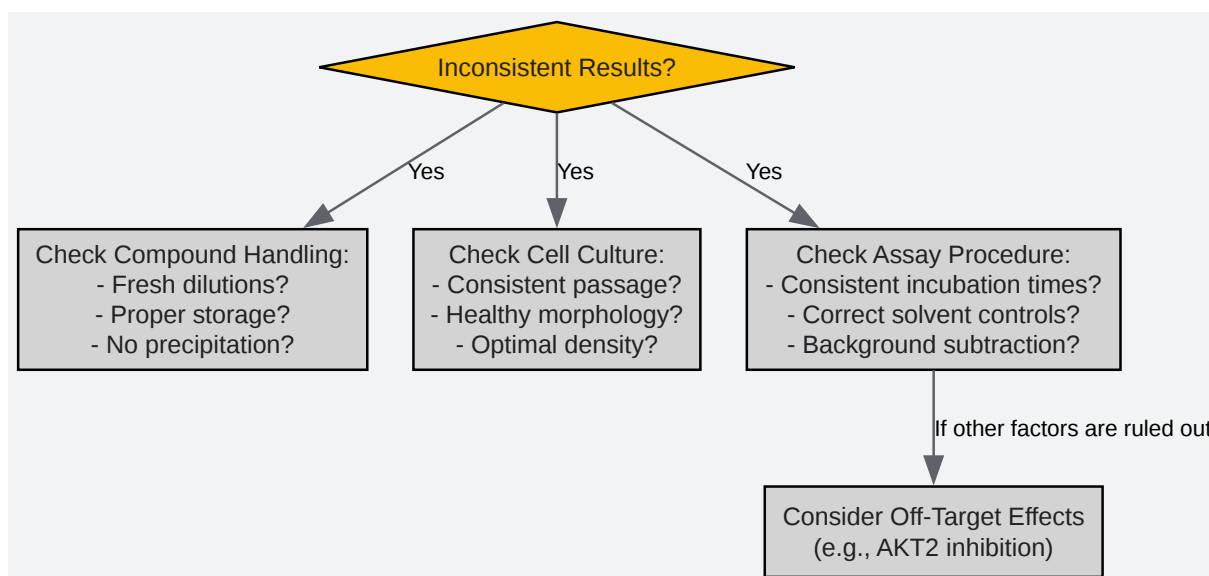 Inconsistent Results?
Yes
Yes
Yes
Check Compound Handling:
- Fresh dilutions?
- Proper storage?
- No precipitation?
Check Cell Culture:
- Consistent passage?
- Healthy morphology?
- Optimal density?
Check Assay Procedure:
- Consistent incubation times?
- Correct solvent controls?
- Background subtraction?
If other factors are ruled out
Consider Off-Target Effects
(e.g., AKT2 inhibition)